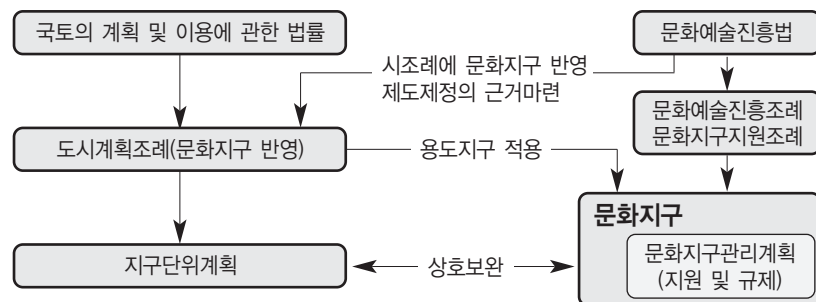 국토의 계획 및 이용에 관한 법률
문화예술진흥법
시조례에 문화지구 반영
제도제정의 근거마련
문화예술진흥조례
문화지구지원조례
도시계획조례(문화지구 반영)
용도지구 적용
문화지구
지구단위계획
상호보완
문화지구관리계획
(지원 및 규제)